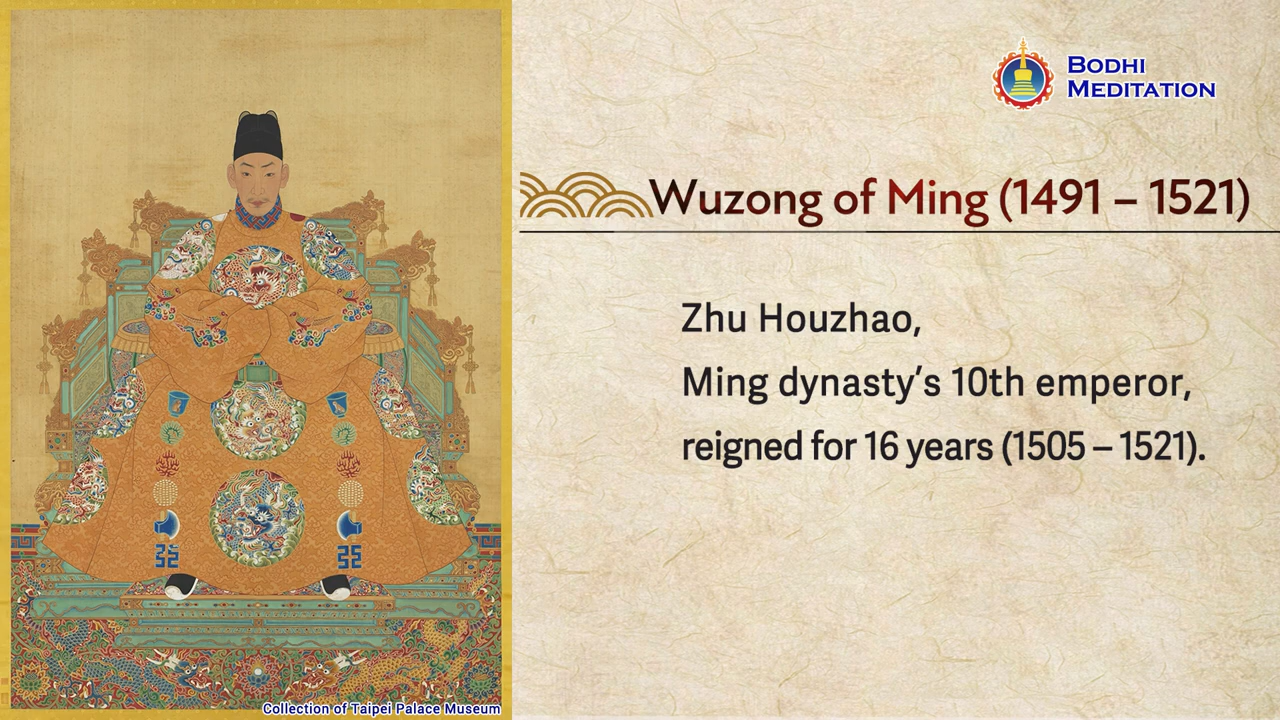 BODHI
MEDITATION
Wuzong of Ming (1491 – 1521)
Zhu Houzhao,
Ming dynasty's 10th emperor,
reigned for 16 years (1505 – 1521).
Collection of Taipei Palace Museum